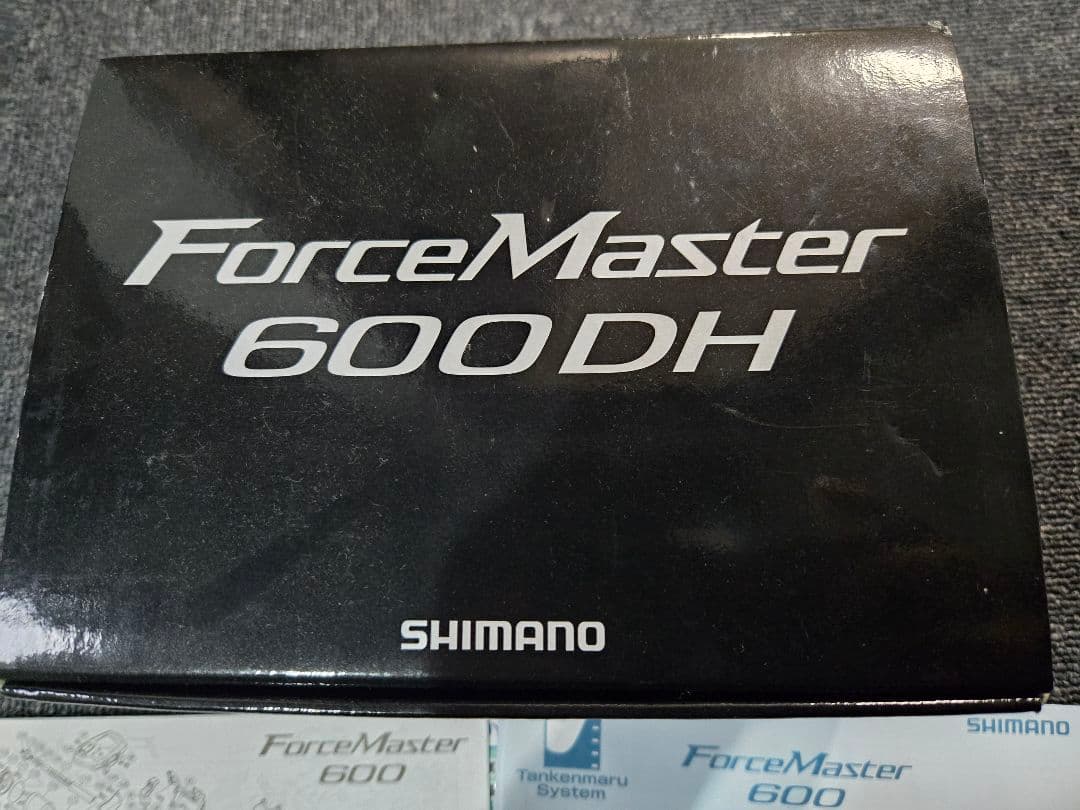 ForceMaster
600DH
SHIMANO
ForceMaster
600
Tankenmaru
System
SHIMANO
ForceMaster
600